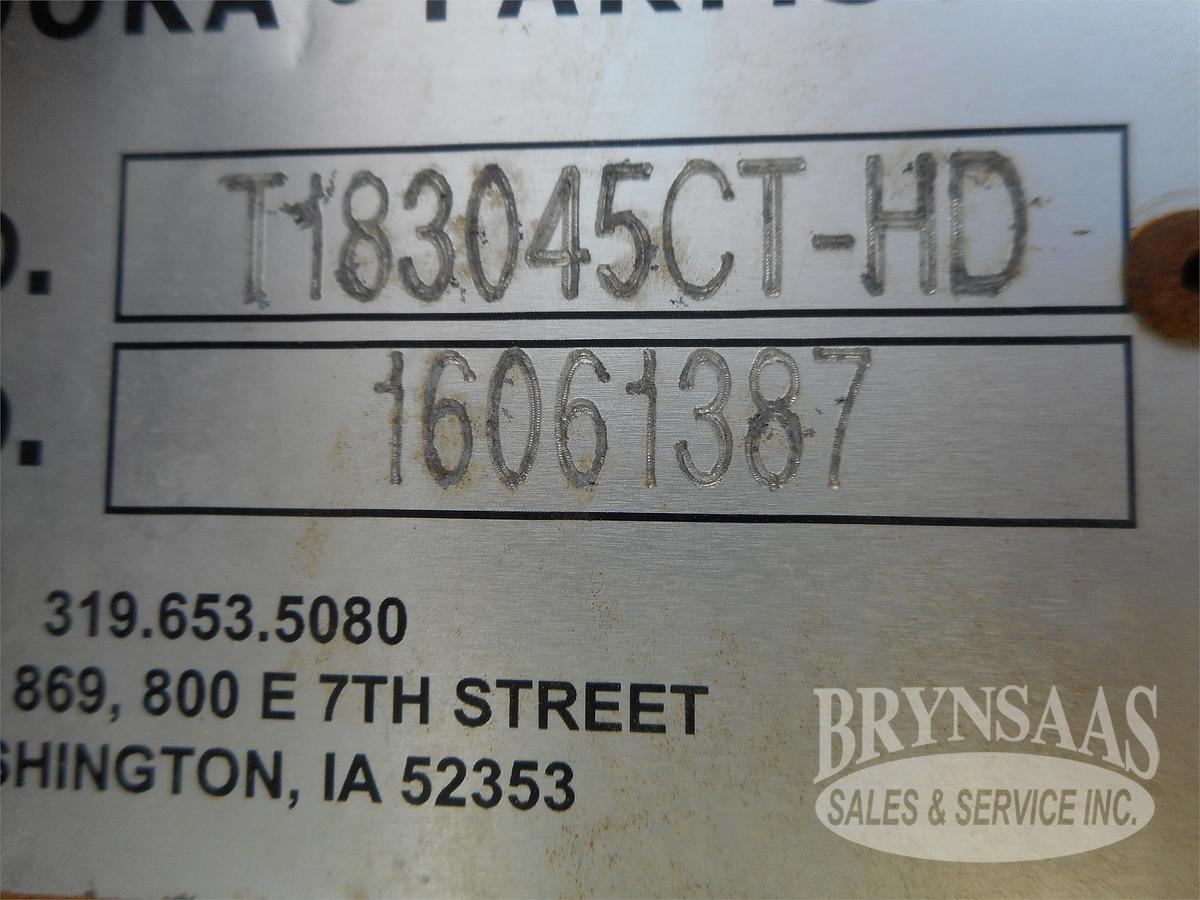 T183045CT-HD
16061387
319.653.5080
869, 800 E 7TH STREET
SHINGTON, IA 52353
BRYNSAAS
SALES & SERVICE INC.